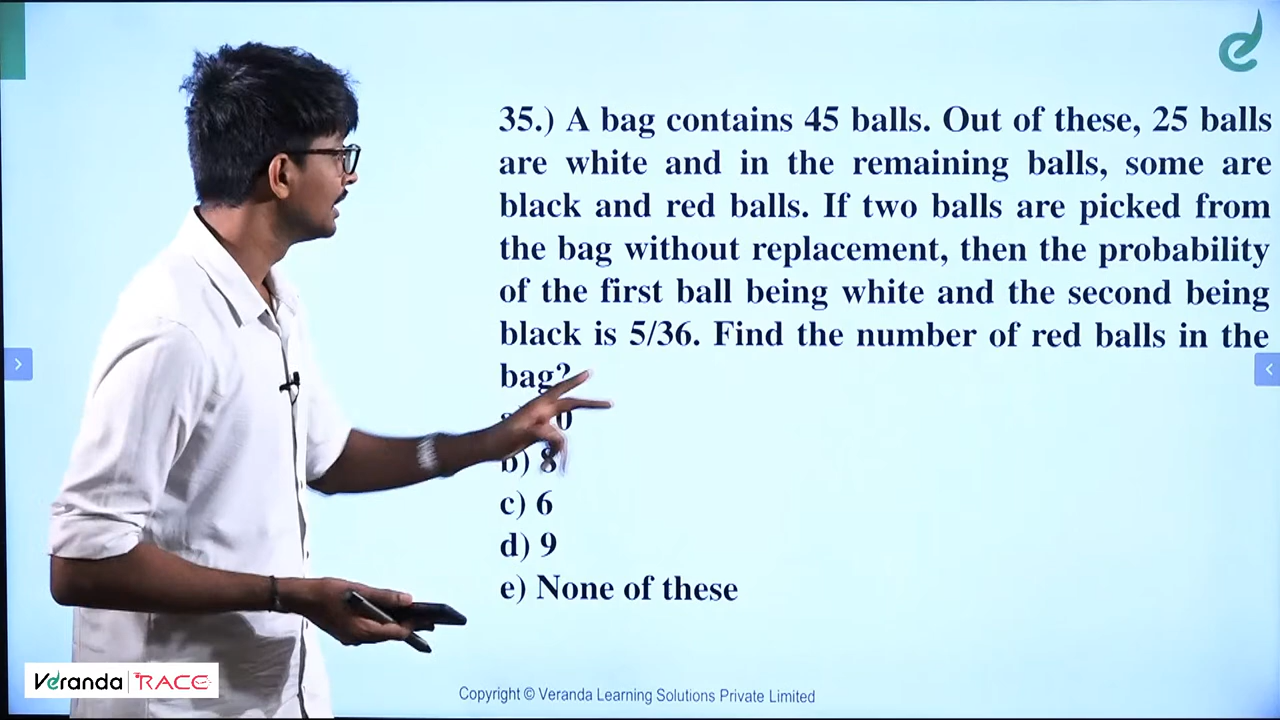 35.) A bag contains 45 balls. Out of these, 25 balls
are white and in the remaining balls, some are
black and red balls. If two balls are picked from
the bag without replacement, then the probability
of the first ball being white and the second being
black is 5/36. Find the number of red balls in the
bag?
b) 8
c) 6
d) 9
e) None of these
Veranda RACE
Copyright © Veranda Learning Solutions Private Limited